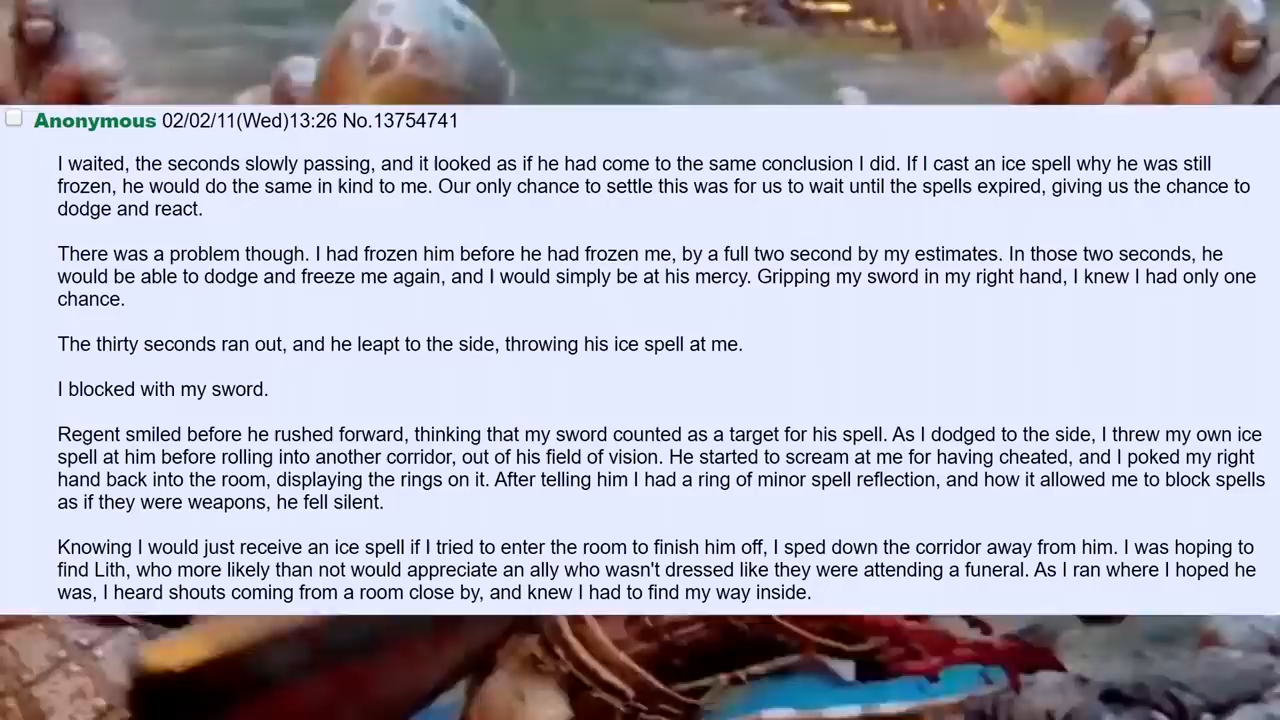 Anonymous 02/02/11(Wed)13:26 No.13754741
I waited, the seconds slowly passing, and it looked as if he had come to the same conclusion I did. If I cast an ice spell why he was still
frozen, he would do the same in kind to me. Our only chance to settle this was for us to wait until the spells expired, giving us the chance to
dodge and react.
There was a problem though. I had frozen him before he had frozen me, by a full two second by my estimates. In those two seconds, he
would be able to dodge and freeze me again, and I would simply be at his mercy. Gripping my sword in my right hand, I knew I had only one
chance.
The thirty seconds ran out, and he leapt to the side, throwing his ice spell at me.
I blocked with my sword.
Regent smiled before he rushed forward, thinking that my sword counted as a target for his spell. As I dodged to the side, I threw my own ice
spell at him before rolling into another corridor, out of his field of vision. He started to scream at me for having cheated, and I poked my right
hand back into the room, displaying the rings on it. After telling him I had a ring of minor spell reflection, and how it allowed me to block spells
as if they were weapons, he fell silent.
Knowing I would just receive an ice spell if I tried to enter the room to finish him off, I sped down the corridor away from him. I was hoping to
find Lith, who more likely than not would appreciate an ally who wasn't dressed like they were attending a funeral. As I ran where I hoped he
was, I heard shouts coming from a room close by, and knew I had to find my way inside.